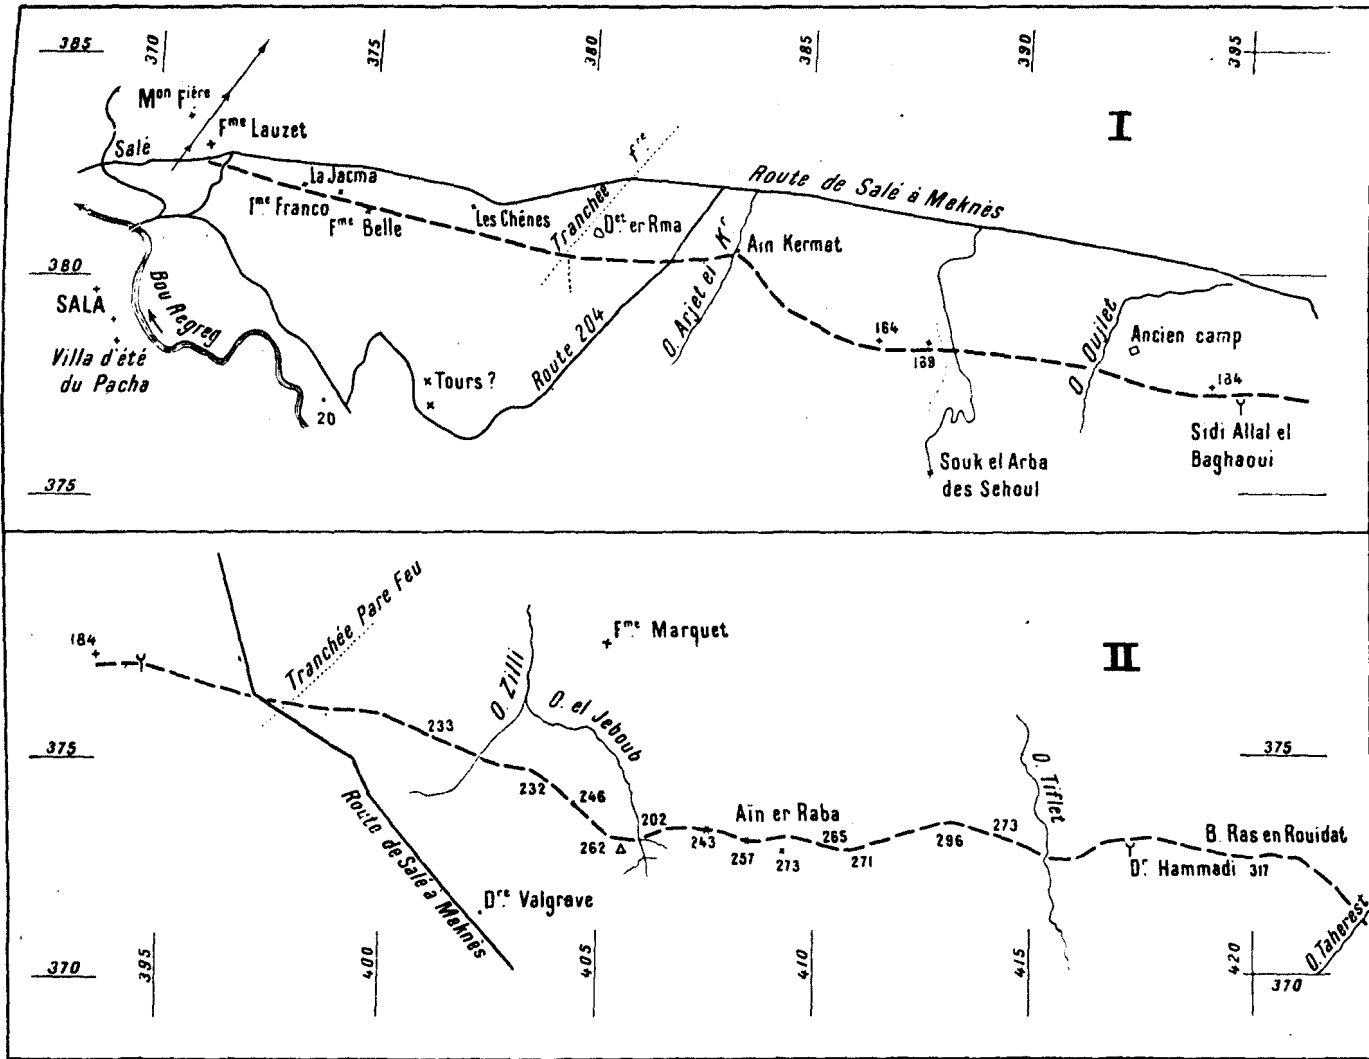 385
370
375
380
385
390
395
Mon Fière
Fme Lauzet
I
Salé
La Jacma
Fme Franco
Fme Belle
Les Chênes
Tranchée fre
Det er Rma
Route de Salé à Meknès
O. Arjet el Kr
Aïn Kermat
380
SALA
Bou Regreg
Villa d'été
du Pacha
20
Tours ?
Route 204
164
169
O. Ouilet
Ancien camp
184
Sidi Allal el
Baghaoui
Souk el Arba
des Sehoul
375
II
184
Tranchée Pare Feu
O. Zilli
Fme Marquet
O. el Jeboub
233
375
375
232
246
202
262
243
Aïn er Raba
257
273
265
271
296
273
O. Tiflet
B. Ras en Rouidat
Dr Hammadi
317
Route de Salé à Meknès
Dre Valgrave
O. Taherest
370
395
400
405
410
415
420
370